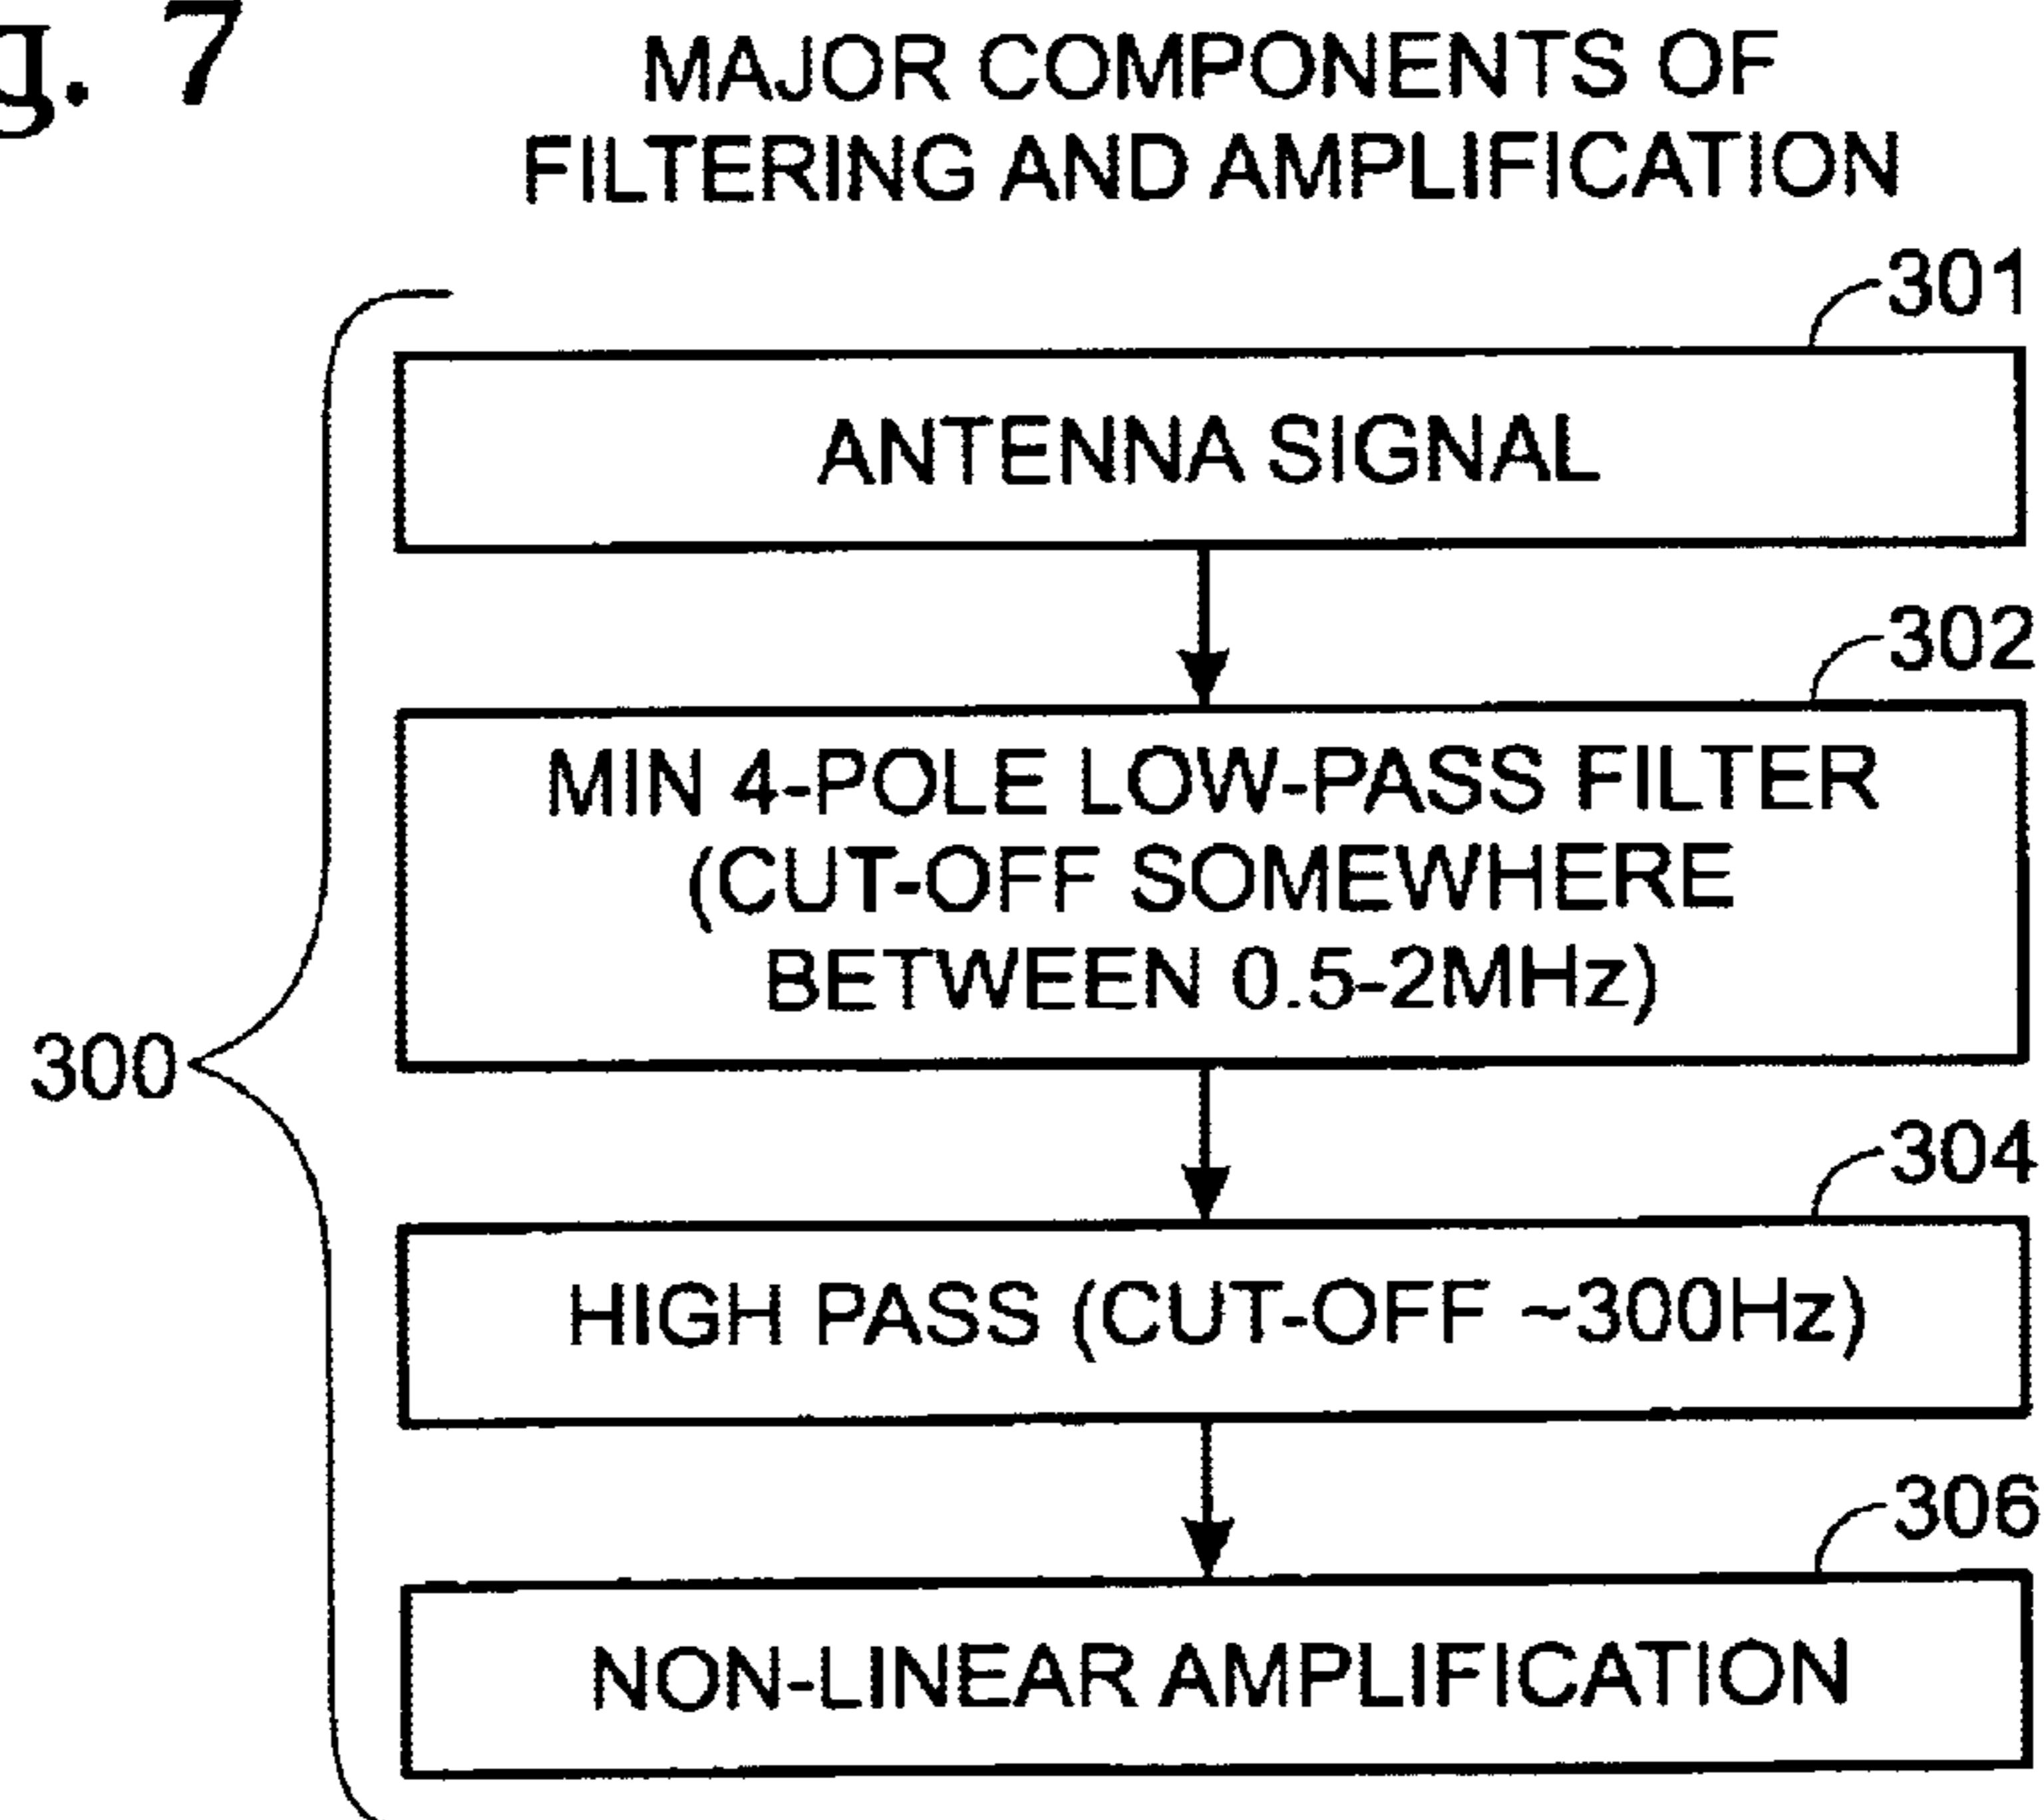 g. 7
MAJOR COMPONENTS OF
FILTERING AND AMPLIFICATION
301
ANTENNA SIGNAL
302
MIN 4-POLE LOW-PASS FILTER
(CUT-OFF SOMEWHERE
BETWEEN 0.5-2MHz)
300
304
HIGH PASS (CUT-OFF ~300Hz)
306
NON-LINEAR AMPLIFICATION